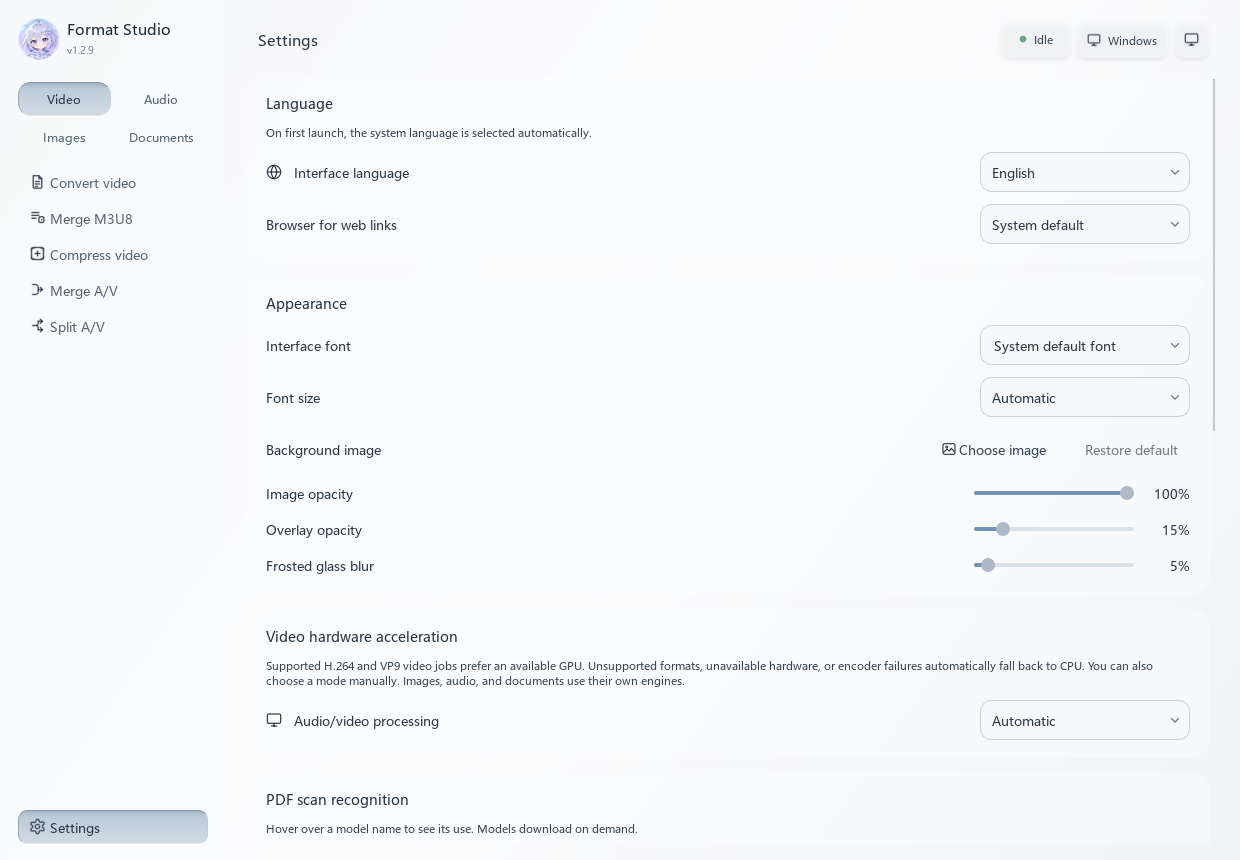 Format Studio
v1.2.9
Video
Audio
Images
Documents
Convert video
Merge M3U8
Compress video
Merge A/V
Split A/V
Settings
Settings
Idle
Windows
Language
On first launch, the system language is selected automatically.
Interface language
English
Browser for web links
System default
Appearance
Interface font
System default font
Font size
Automatic
Background image
Choose image
Restore default
Image opacity
100%
Overlay opacity
15%
Frosted glass blur
5%
Video hardware acceleration
Supported H.264 and VP9 video jobs prefer an available GPU. Unsupported formats, unavailable hardware, or encoder failures automatically fall back to CPU. You can also
choose a mode manually. Images, audio, and documents use their own engines.
Audio/video processing
Automatic
PDF scan recognition
Hover over a model name to see its use. Models download on demand.